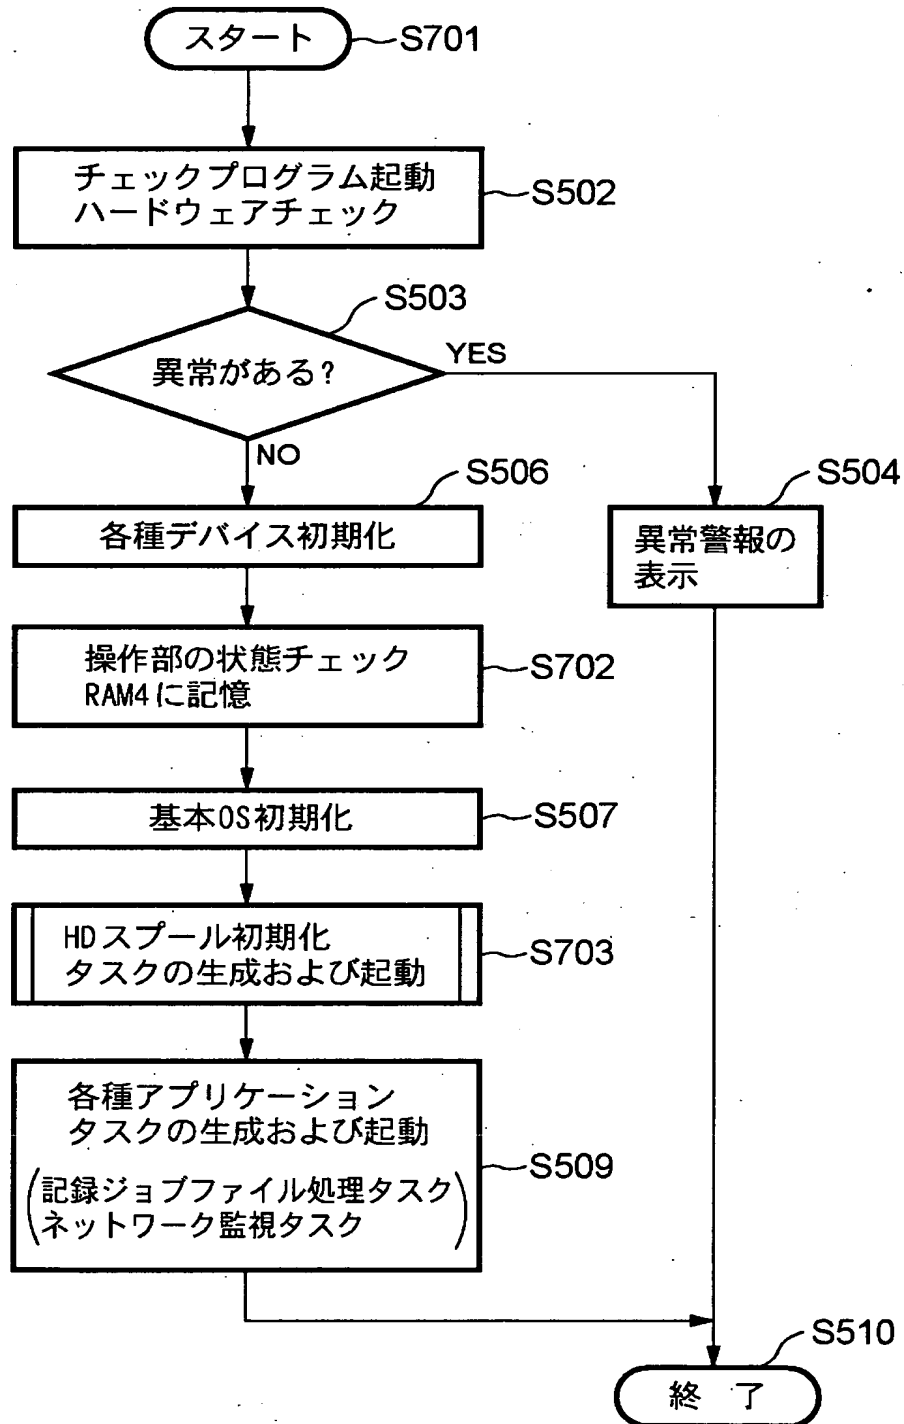 スタート
S701
チェックプログラム起動
ハードウェアチェック
S502
S503
異常がある?
YES
NO
S506
各種デバイス初期化
S504
異常警報の
表示
操作部の状態チェック
RAM4に記憶
S702
基本OS初期化
S507
HDスプール初期化
タスクの生成および起動
S703
各種アプリケーション
タスクの生成および起動
(記録ジョブファイル処理タスク
ネットワーク監視タスク)
S509
S510
終 了